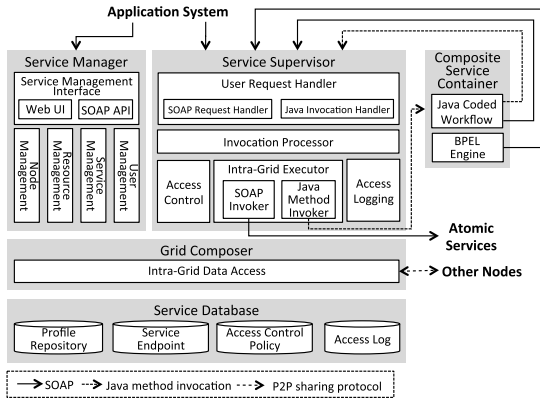 Application System
Service Manager
Service Management
Interface
Web UI
SOAP API
Node
Management
Resource
Management
Service
Management
User
Management
Service Supervisor
User Request Handler
SOAP Request Handler
Java Invocation Handler
Invocation Processor
Access
Control
Intra-Grid Executor
SOAP
Invoker
Java
Method
Invoker
Access
Logging
Composite
Service
Container
Java Coded
Workflow
BPEL
Engine
Atomic
Services
Grid Composer
Intra-Grid Data Access
Other Nodes
Service Database
Profile
Repository
Service
Endpoint
Access Control
Policy
Access Log
SOAP
Java method invocation
P2P sharing protocol